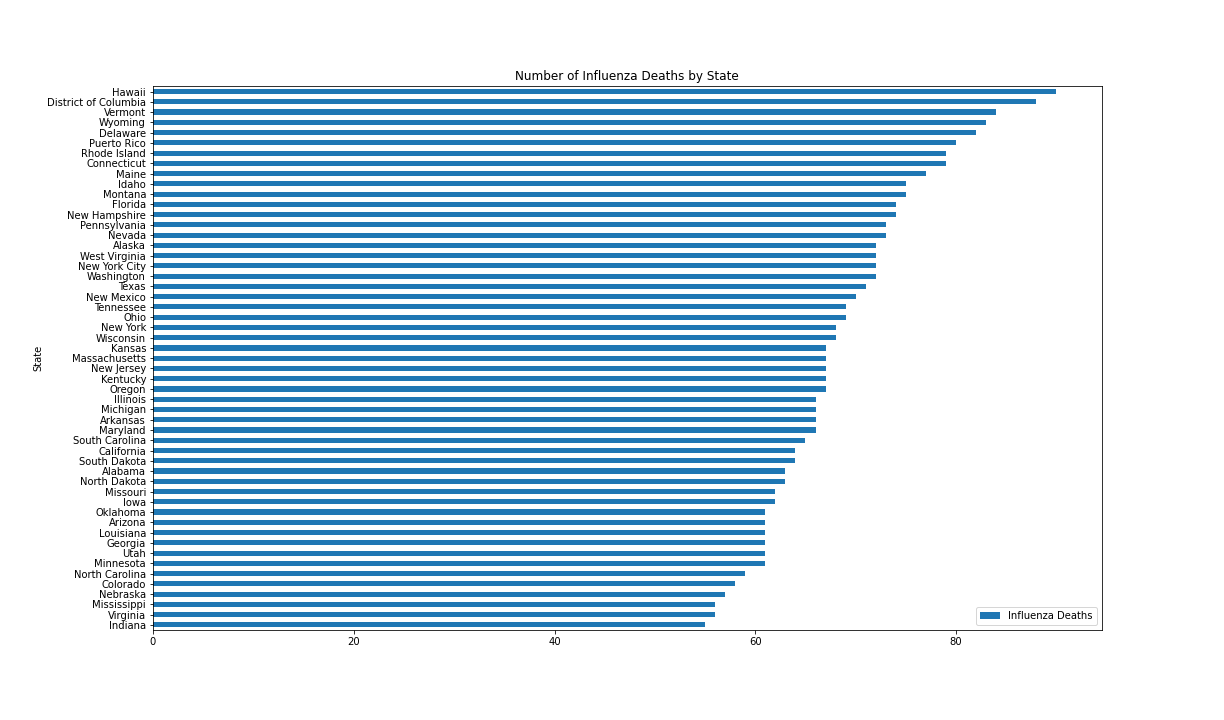 Number of Influenza Deaths by State
State
Hawaii
District of Columbia
Vermont
Wyoming
Delaware
Puerto Rico
Rhode Island
Connecticut
Maine
Idaho
Montana
Florida
New Hampshire
Pennsylvania
Nevada
Alaska
West Virginia
New York City
Washington
Texas
New Mexico
Tennessee
Ohio
New York
Wisconsin
Kansas
Massachusetts
New Jersey
Kentucky
Oregon
Illinois
Michigan
Arkansas
Maryland
South Carolina
California
South Dakota
Alabama
North Dakota
Missouri
Iowa
Oklahoma
Arizona
Louisiana
Georgia
Utah
Minnesota
North Carolina
Colorado
Nebraska
Mississippi
Virginia
Indiana
Influenza Deaths
0 20 40 60 80